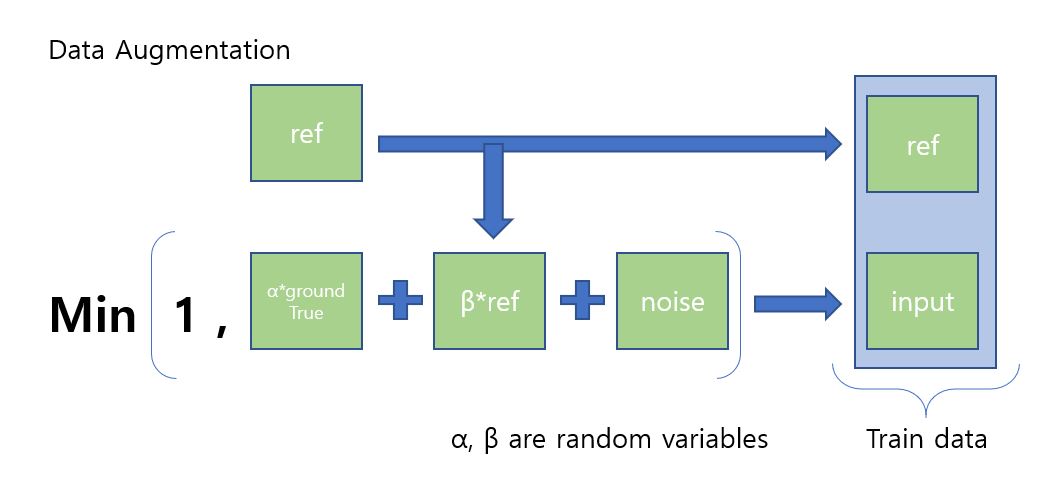 Data Augmentation
ref
ref
Min ( 1 ,
α*ground
True
+
β*ref
+
noise
)
input
α, β are random variables
Train data